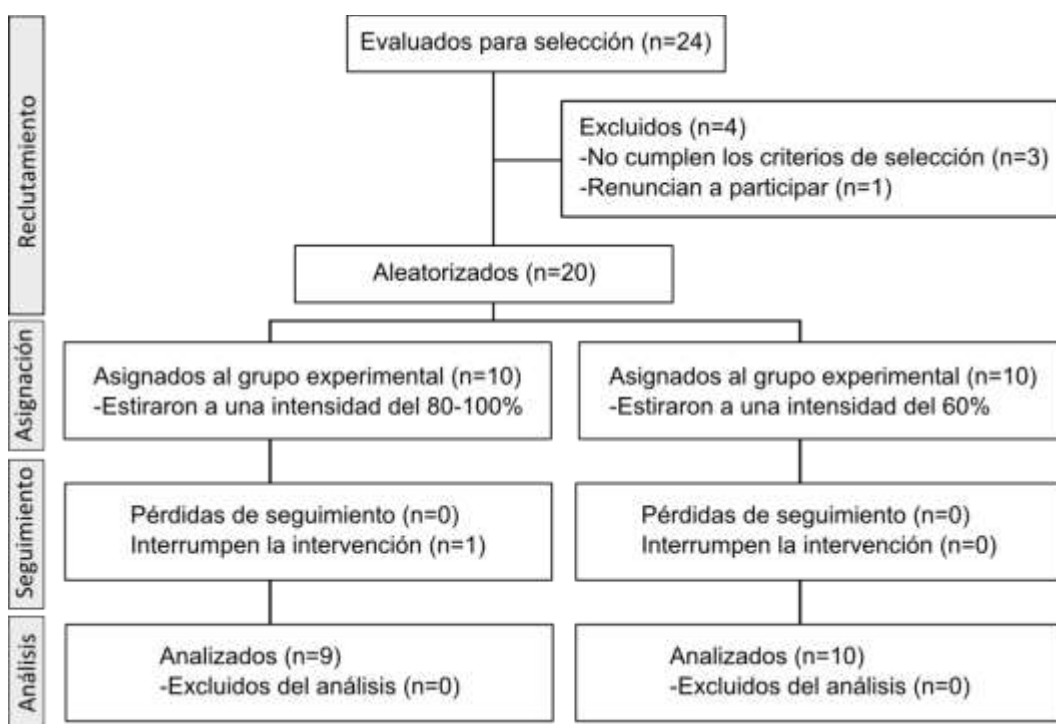 Evaluados para selección (n=24)
Reclutamiento
Excluidos (n=4)
-No cumplen los criterios de selección (n=3)
-Renuncian a participar (n=1)
Aleatorizados (n=20)
Asignación
Asignados al grupo experimental (n=10)
-Estiraron a una intensidad del 80-100%
Asignados al grupo experimental (n=10)
-Estiraron a una intensidad del 60%
Seguimiento
Pérdidas de seguimiento (n=0)
Interrumpen la intervención (n=1)
Pérdidas de seguimiento (n=0)
Interrumpen la intervención (n=0)
Análisis
Analizados (n=9)
-Excluidos del análisis (n=0)
Analizados (n=10)
-Excluidos del análisis (n=0)